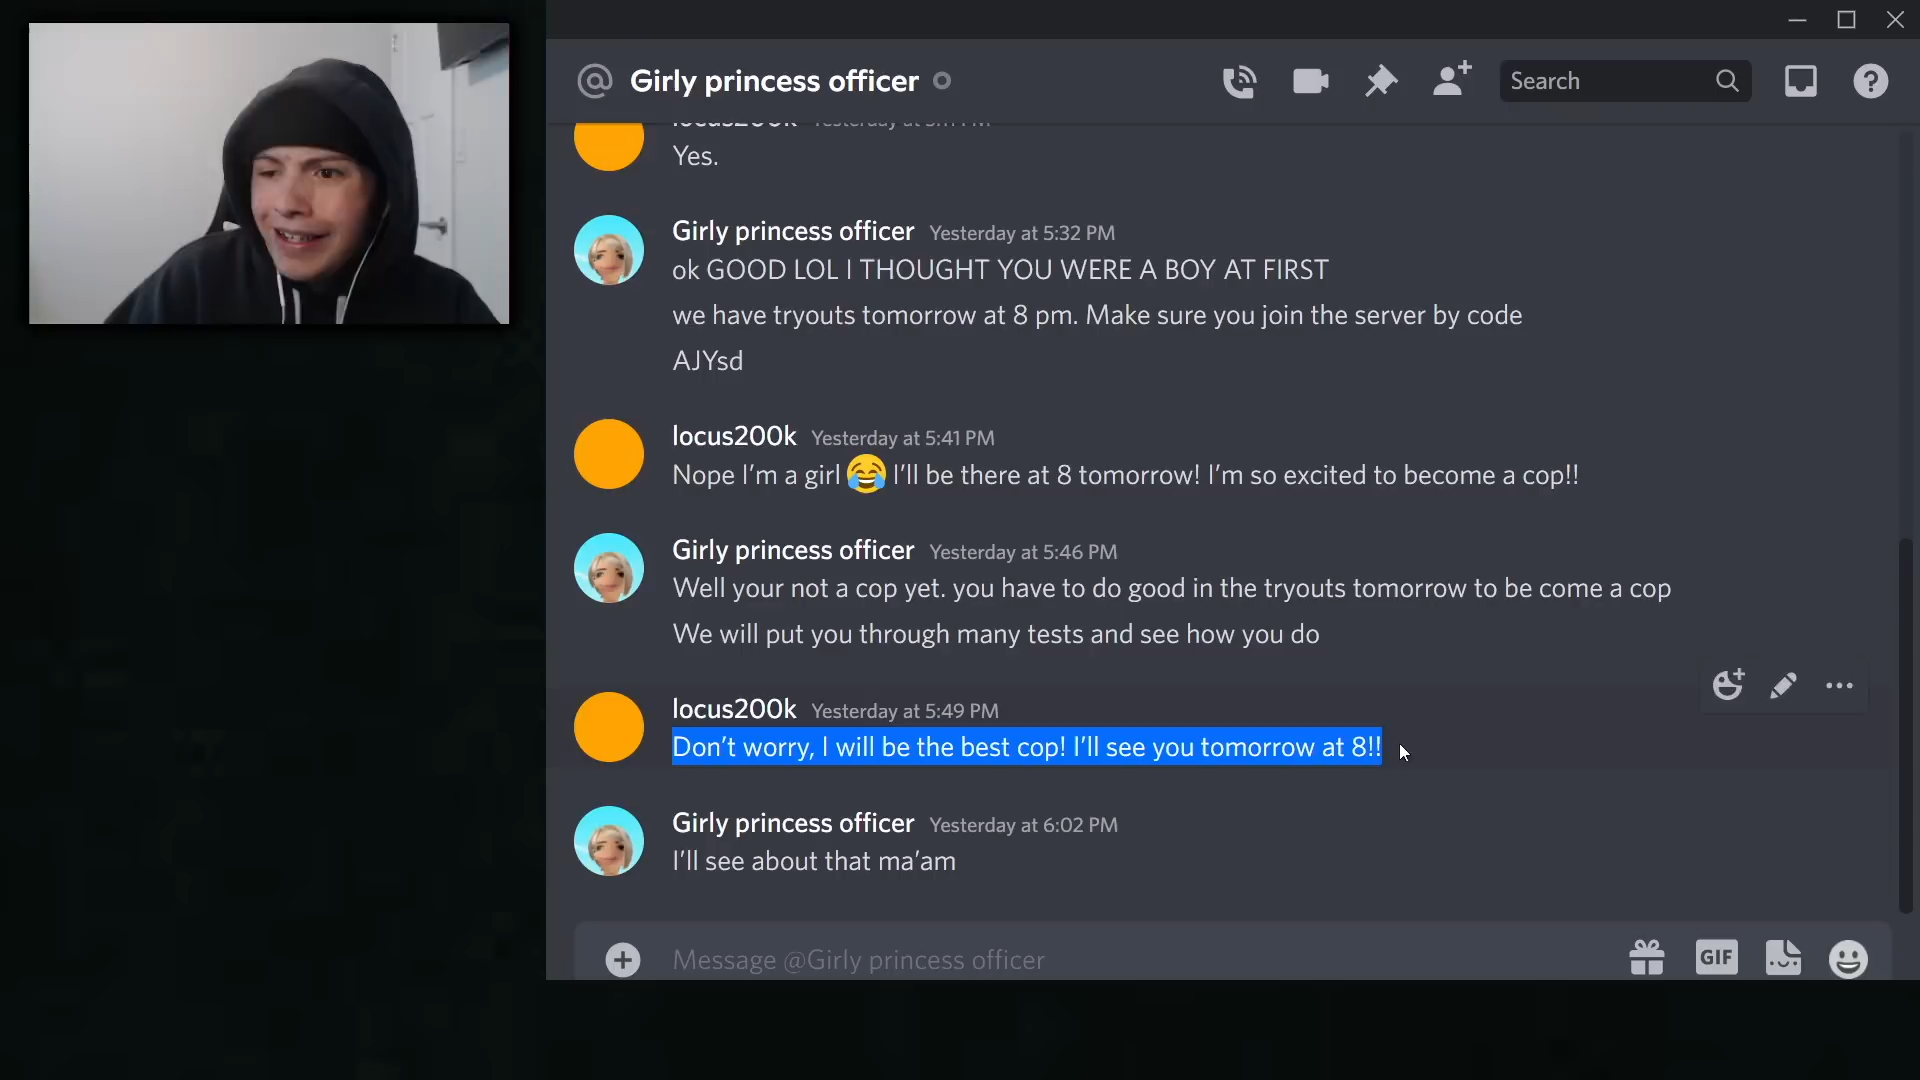 Girly princess officer
Search
Yes.
Girly princess officer Yesterday at 5:32 PM
ok GOOD LOL I THOUGHT YOU WERE A BOY AT FIRST
we have tryouts tomorrow at 8 pm. Make sure you join the server by code
AJYsd
locus200k Yesterday at 5:41 PM
Nope I'm a girl 😂 I'll be there at 8 tomorrow! I'm so excited to become a cop!!
Girly princess officer Yesterday at 5:46 PM
Well your not a cop yet. you have to do good in the tryouts tomorrow to be come a cop
We will put you through many tests and see how you do
locus200k Yesterday at 5:49 PM
Don't worry, I will be the best cop! I'll see you tomorrow at 8!!
Girly princess officer Yesterday at 6:02 PM
I'll see about that ma'am
Message @Girly princess officer
GIF